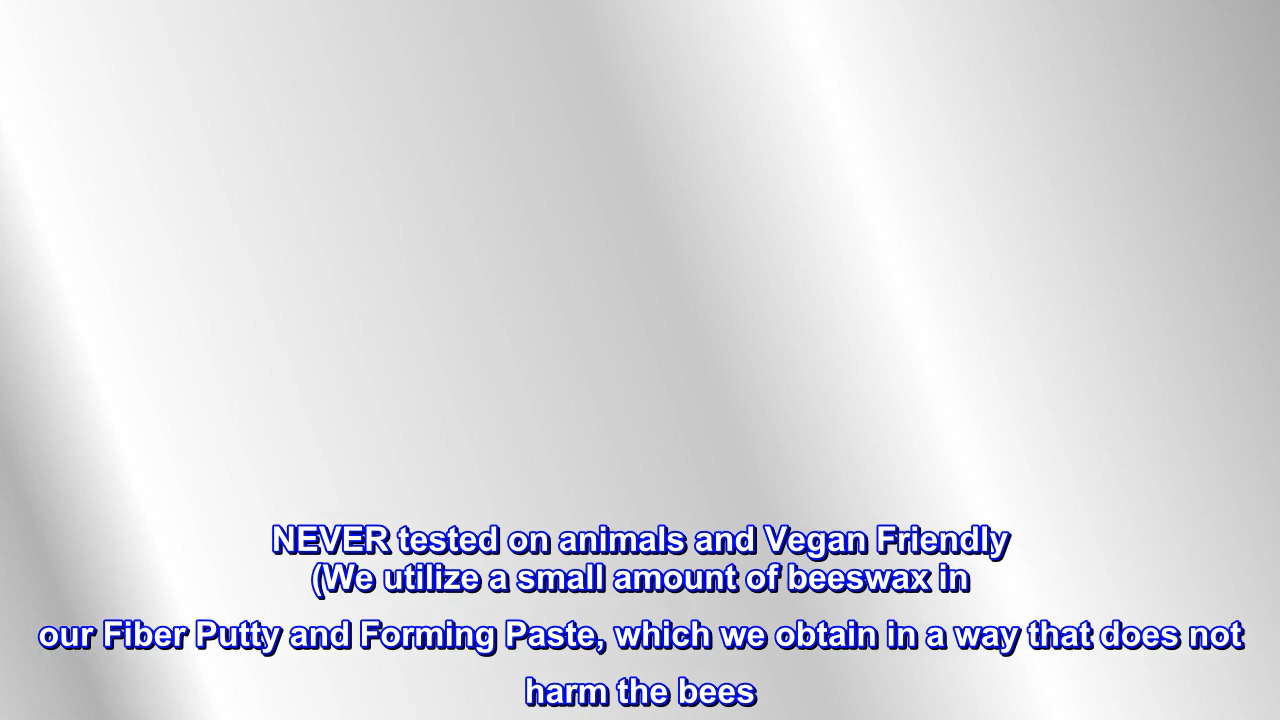 NEVER tested on animals and Vegan Friendly
(We utilize a small amount of beeswax in
our Fiber Putty and Forming Paste, which we obtain in a way that does not
harm the bees